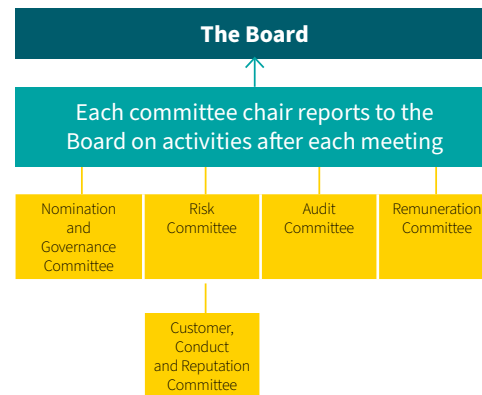 The Board
Each committee chair reports to the
Board on activities after each meeting
Nomination
and
Governance
Committee
Risk
Committee
Audit
Committee
Remuneration
Committee
Customer,
Conduct
and Reputation
Committee